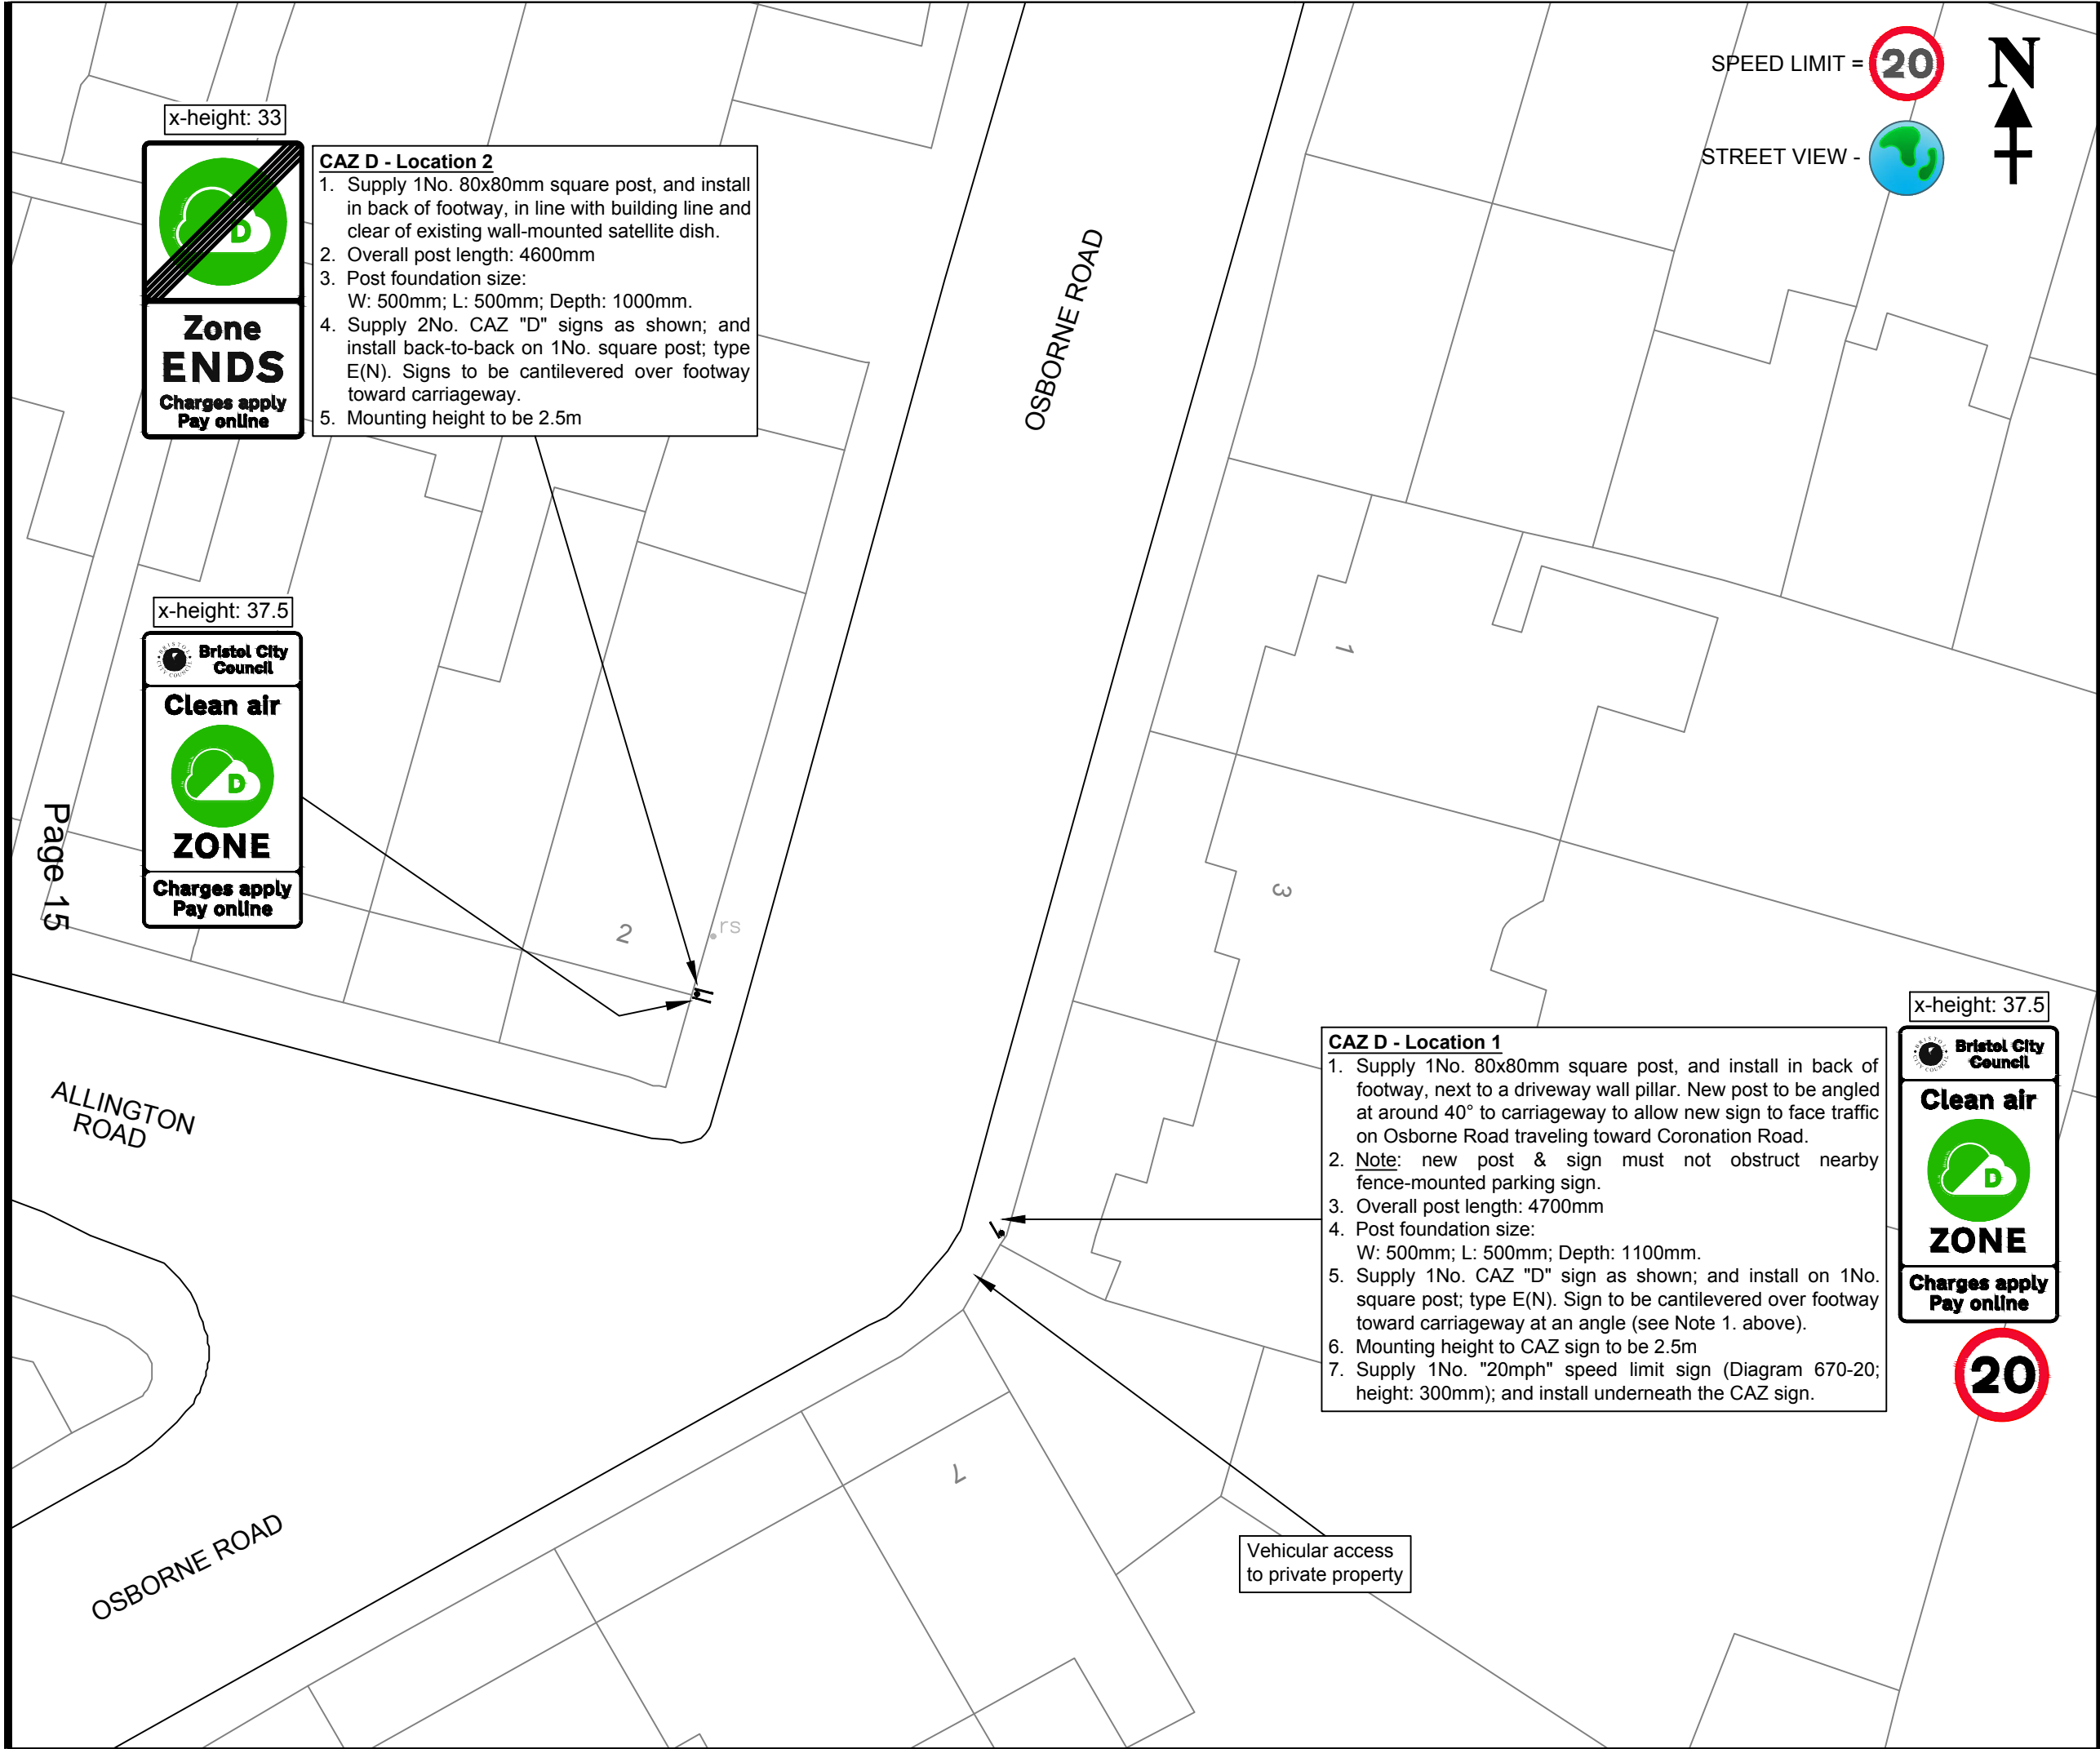 SPEED LIMIT = 20
N
STREET VIEW -
x-height: 33
D
Zone
ENDS
Charges apply
Pay online
CAZ D - Location 2
1. Supply 1No. 80x80mm square post, and install
in back of footway, in line with building line and
clear of existing wall-mounted satellite dish.
2. Overall post length: 4600mm
3. Post foundation size:
W: 500mm; L: 500mm; Depth: 1000mm.
4. Supply 2No. CAZ "D" signs as shown; and
install back-to-back on 1No. square post; type
E(N). Signs to be cantilevered over footway
toward carriageway.
5. Mounting height to be 2.5m
OSBORNE ROAD
x-height: 37.5
BRISTOL CITY COUNCIL
Bristol City
Council
Clean air
D
ZONE
Charges apply
Pay online
Page 15
1
3
2
rs
ALLINGTON
ROAD
CAZ D - Location 1
1. Supply 1No. 80x80mm square post, and install in back of
footway, next to a driveway wall pillar. New post to be angled
at around 40° to carriageway to allow new sign to face traffic
on Osborne Road traveling toward Coronation Road.
2. Note: new post & sign must not obstruct nearby
fence-mounted parking sign.
3. Overall post length: 4700mm
4. Post foundation size:
W: 500mm; L: 500mm; Depth: 1100mm.
5. Supply 1No. CAZ "D" sign as shown; and install on 1No.
square post; type E(N). Sign to be cantilevered over footway
toward carriageway at an angle (see Note 1. above).
6. Mounting height to CAZ sign to be 2.5m
7. Supply 1No. "20mph" speed limit sign (Diagram 670-20;
height: 300mm); and install underneath the CAZ sign.
x-height: 37.5
BRISTOL CITY COUNCIL
Bristol City
Council
Clean air
D
ZONE
Charges apply
Pay online
20
7
Vehicular access
to private property
OSBORNE ROAD